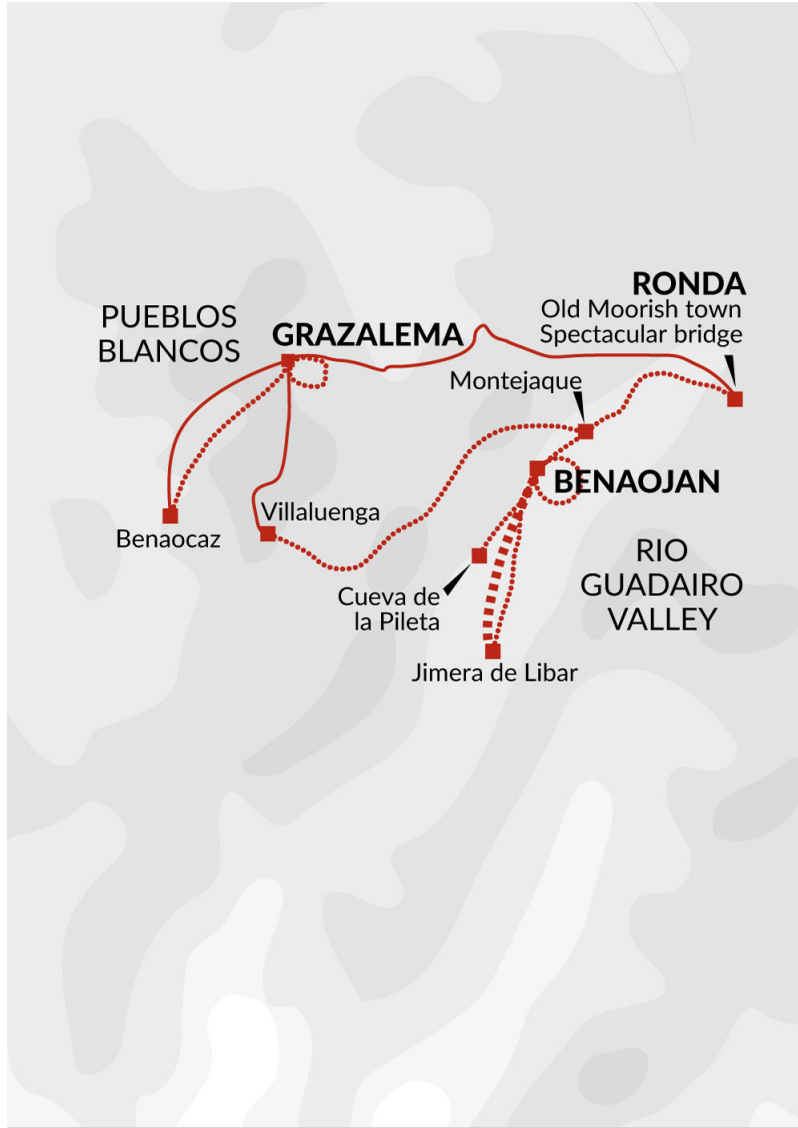 RONDA
Old Moorish town
Spectacular bridge
PUEBLOS
BLANCOS
GRAZALEMA
Montejaque
BENAOJAN
Villaluenga
Benaocaz
RIO
GUADAIRO
VALLEY
Cueva de
la Pileta
Jimera de Libar